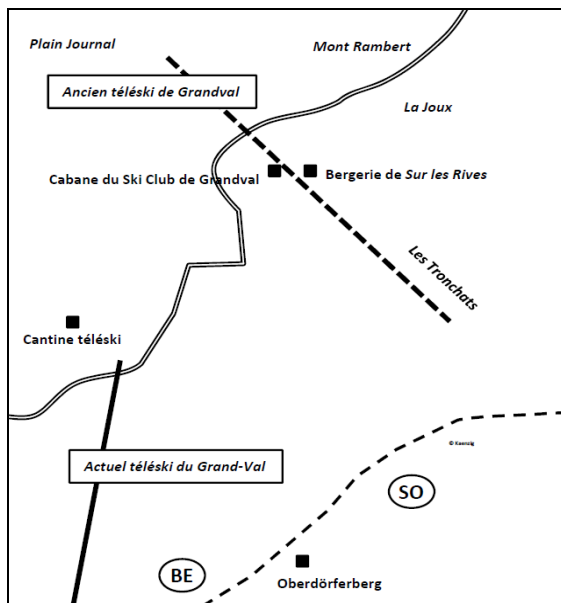 Plain Journal
Mont Rambert
Ancien téléski de Grandval
La Joux
Cabane du Ski Club de Grandval
Bergerie de Sur les Rives
Les Tronchats
Cantine téléski
© Kaenzig
Actuel téléski du Grand-Val
SO
BE
Oberdörferberg